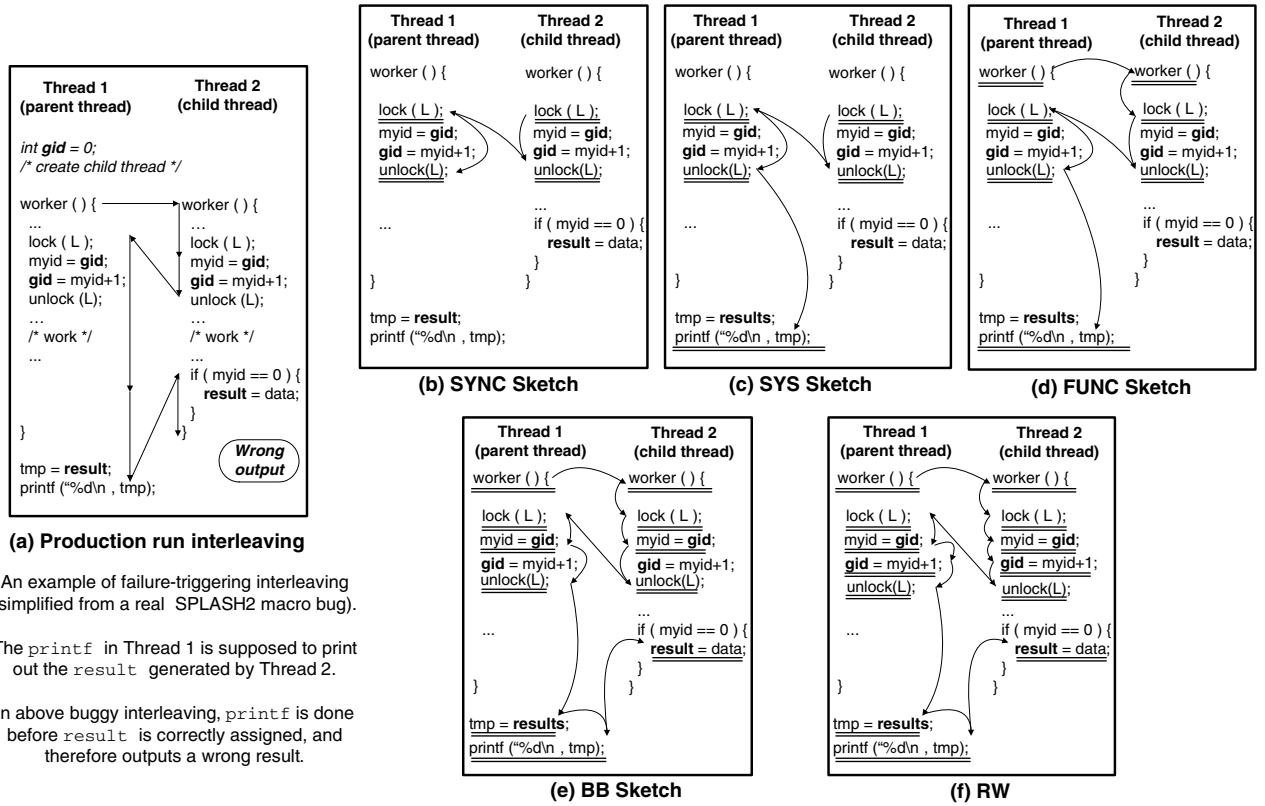 Thread 1
(parent thread)
Thread 2
(child thread)
int gid = 0;
/* create child thread */
worker ( ) {
...
lock ( L );
myid = gid;
gid = myid+1;
unlock (L);
...
/* work */
...
}
tmp = result;
printf ("%d\n , tmp);
worker ( ) {
...
lock ( L );
myid = gid;
gid = myid+1;
unlock (L);
...
/* work */
...
if ( myid == 0 ) {
result = data;
}
}
Wrong
output
(a) Production run interleaving
An example of failure-triggering interleaving
simplified from a real SPLASH2 macro bug).
The printf in Thread 1 is supposed to print
out the result generated by Thread 2.
n above buggy interleaving, printf is done
before result is correctly assigned, and
therefore outputs a wrong result.
Thread 1
(parent thread)
Thread 2
(child thread)
worker ( ) {
lock ( L );
myid = gid;
gid = myid+1;
unlock(L);
...
}
tmp = result;
printf ("%d\n , tmp);
worker ( ) {
lock ( L );
myid = gid;
gid = myid+1;
unlock(L);
...
if ( myid == 0 ) {
result = data;
}
}
(b) SYNC Sketch
Thread 1
(parent thread)
Thread 2
(child thread)
worker ( ) {
lock ( L );
myid = gid;
gid = myid+1;
unlock(L);
...
}
tmp = results;
printf ("%d\n , tmp);
worker ( ) {
lock ( L );
myid = gid;
gid = myid+1;
unlock(L);
...
if ( myid == 0 ) {
result = data;
}
}
(c) SYS Sketch
Thread 1
(parent thread)
Thread 2
(child thread)
worker ( ) {
lock ( L );
myid = gid;
gid = myid+1;
unlock(L);
...
}
tmp = results;
printf ("%d\n , tmp);
worker ( ) {
lock ( L );
myid = gid;
gid = myid+1;
unlock(L);
...
if ( myid == 0 ) {
result = data;
}
}
(d) FUNC Sketch
Thread 1
(parent thread)
Thread 2
(child thread)
worker ( ) {
lock ( L );
myid = gid;
gid = myid+1;
unlock(L);
...
}
tmp = results;
printf ("%d\n , tmp);
worker ( ) {
lock ( L );
myid = gid;
gid = myid+1;
unlock(L);
...
if ( myid == 0 ) {
result = data;
}
}
(e) BB Sketch
Thread 1
(parent thread)
Thread 2
(child thread)
worker ( ) {
lock ( L );
myid = gid;
gid = myid+1;
unlock(L);
...
}
tmp = results;
printf ("%d\n , tmp);
worker ( ) {
lock ( L );
myid = gid;
gid = myid+1;
unlock(L);
...
if ( myid == 0 ) {
result = data;
}
}
(f) RW